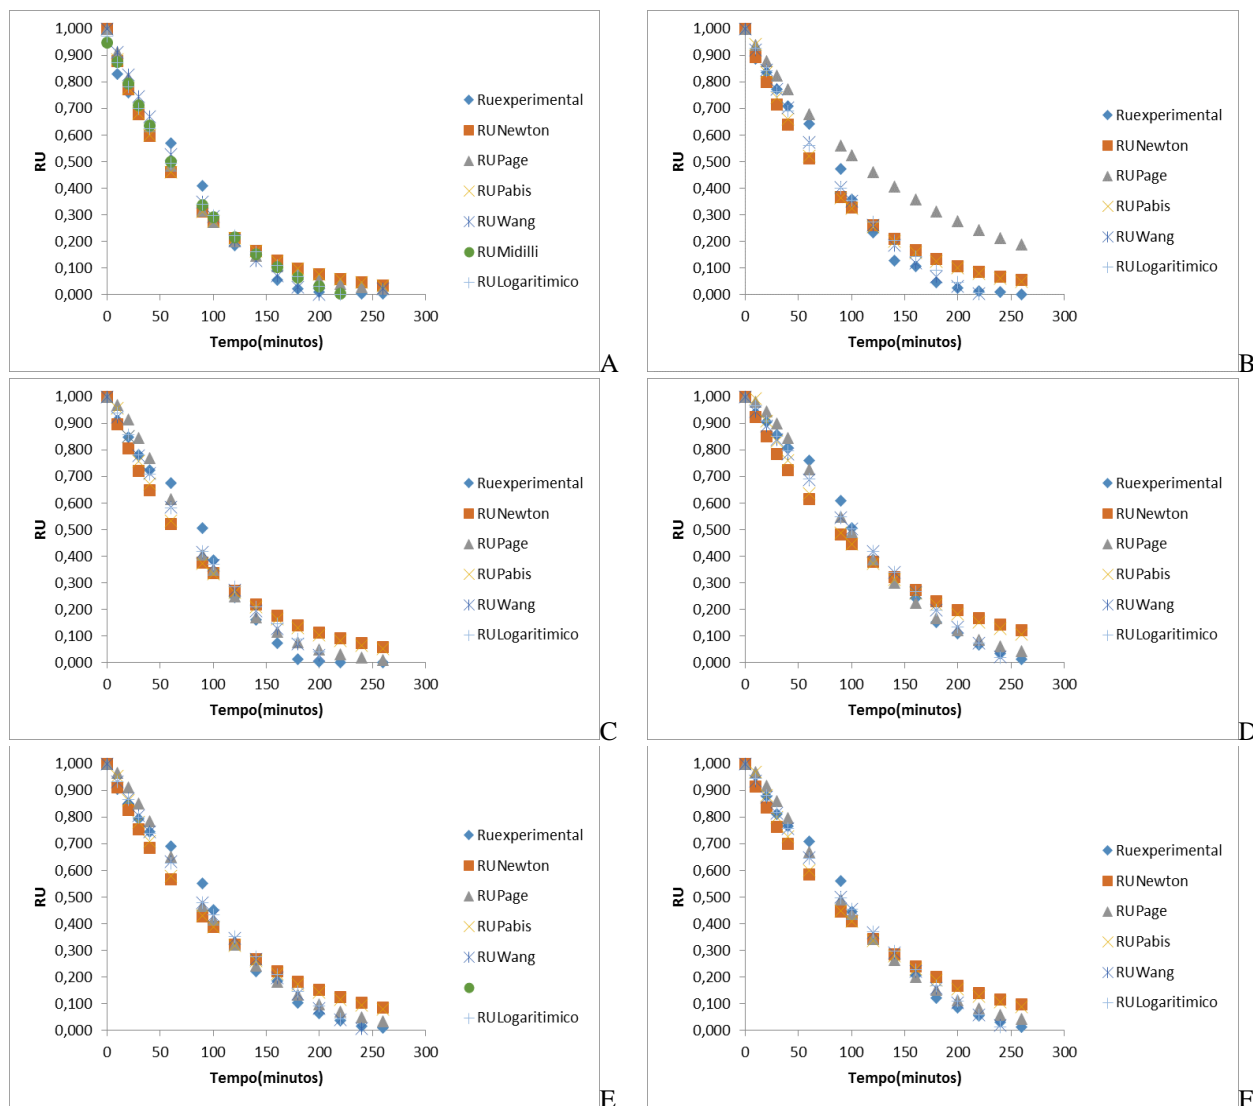 1,000
0,900
0,800
0,700
0,600
0,500
0,400
0,300
0,200
0,100
0,000
RU
0 50 100 150 200 250 300
Tempo(minutos)
Ruexperimental
RUNewton
RUPage
RUPabis
RUWang
RUMidilli
RULogaritimico
A
1,000
0,900
0,800
0,700
0,600
0,500
0,400
0,300
0,200
0,100
0,000
RU
0 50 100 150 200 250 300
Tempo(minutos)
Ruexperimental
RUNewton
RUPage
RUPabis
RUWang
RULogaritimico
B
1,000
0,900
0,800
0,700
0,600
0,500
0,400
0,300
0,200
0,100
0,000
RU
0 50 100 150 200 250 300
Tempo(minutos)
Ruexperimental
RUNewton
RUPage
RUPabis
RUWang
RULogaritimico
C
1,000
0,900
0,800
0,700
0,600
0,500
0,400
0,300
0,200
0,100
0,000
RU
0 50 100 150 200 250 300
Tempo(minutos)
Ruexperimental
RUNewton
RUPage
RUPabis
RUWang
RULogaritimico
D
1,000
0,900
0,800
0,700
0,600
0,500
0,400
0,300
0,200
0,100
0,000
RU
0 50 100 150 200 250 300
Tempo(minutos)
Ruexperimental
RUNewton
RUPage
RUPabis
RUWang
RULogaritimico
E
1,000
0,900
0,800
0,700
0,600
0,500
0,400
0,300
0,200
0,100
0,000
RU
0 50 100 150 200 250 300
Tempo(minutos)
Ruexperimental
RUNewton
RUPage
RUPabis
RUWang
RULogaritimico
F